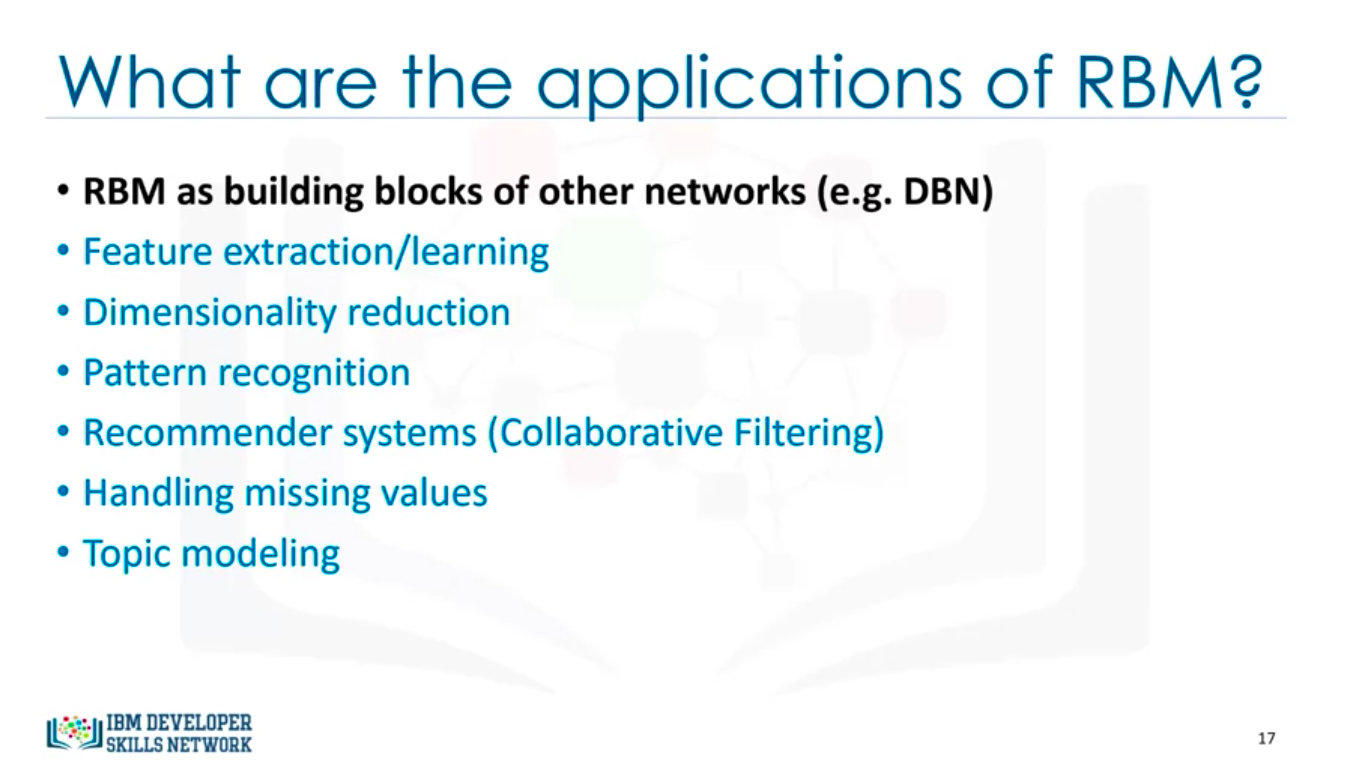 What are the applications of RBM?
• RBM as building blocks of other networks (e.g. DBN)
• Feature extraction/learning
• Dimensionality reduction
• Pattern recognition
• Recommender systems (Collaborative Filtering)
• Handling missing values
• Topic modeling
IBM DEVELOPER
SKILLS NETWORK
17